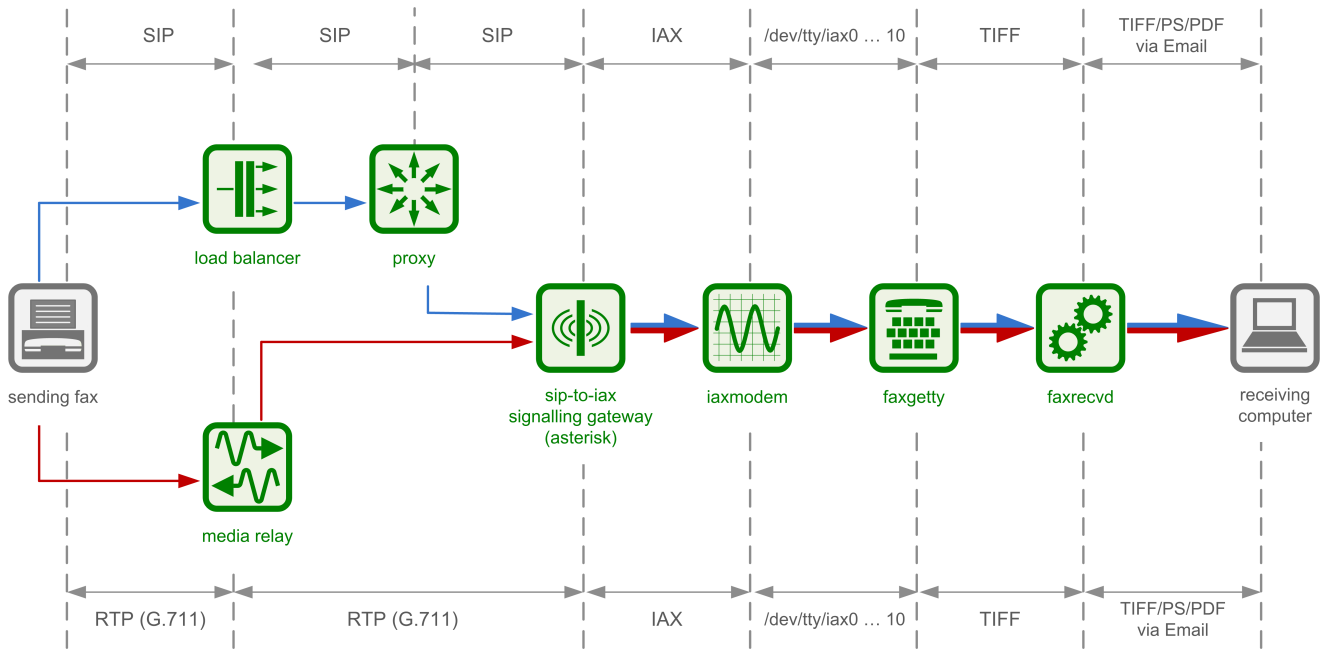 SIP
SIP
SIP
IAX
/dev/tty/iax0 … 10
TIFF
TIFF/PS/PDF
via Email
load balancer
proxy
sending fax
sip-to-iax
signalling gateway
(asterisk)
iaxmodem
faxgetty
faxrecvd
receiving
computer
media relay
RTP (G.711)
RTP (G.711)
IAX
/dev/tty/iax0 … 10
TIFF
TIFF/PS/PDF
via Email